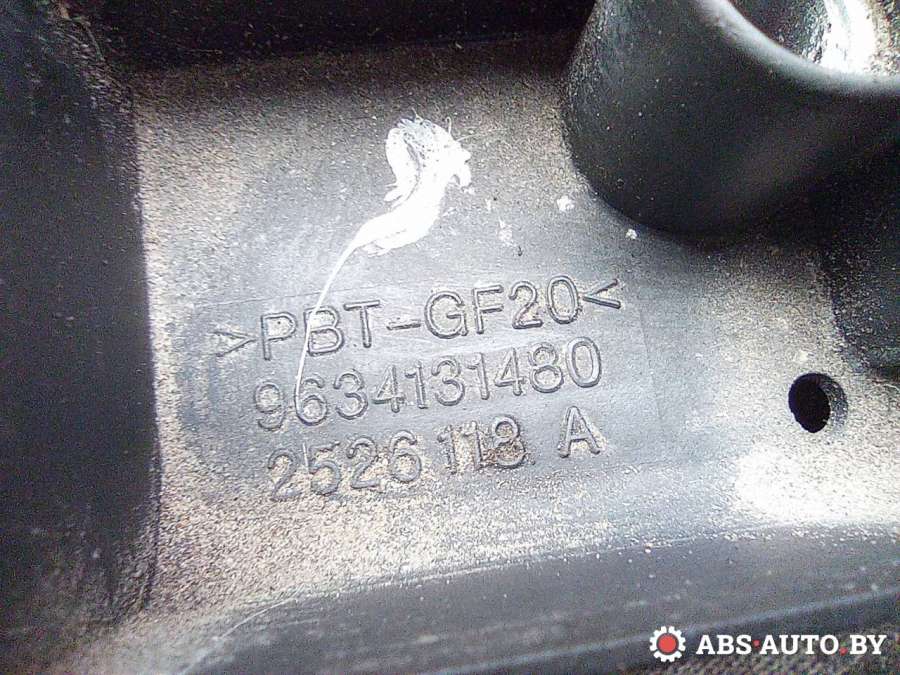 >PBT-GF20<
9634131480
2526118 A
ABS-AUTO.BY